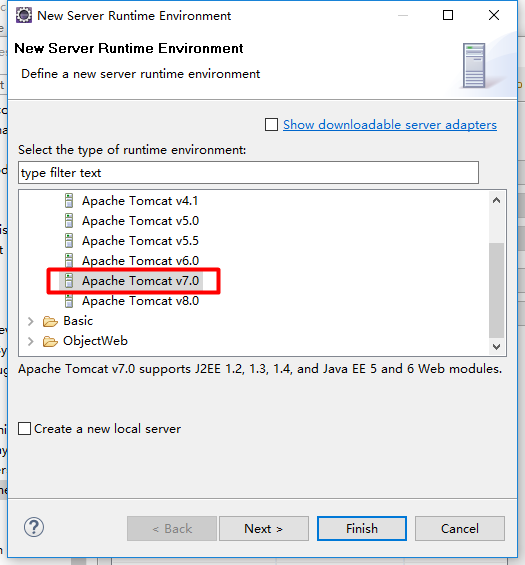 New Server Runtime Environment
New Server Runtime Environment
Define a new server runtime environment
Show downloadable server adapters
Select the type of runtime environment:
type filter text
Apache Tomcat v4.1
Apache Tomcat v5.0
Apache Tomcat v5.5
Apache Tomcat v6.0
Apache Tomcat v7.0
Apache Tomcat v8.0
Basic
ObjectWeb
Apache Tomcat v7.0 supports J2EE 1.2, 1.3, 1.4, and Java EE 5 and 6 Web modules.
Create a new local server
?
< Back
Next >
Finish
Cancel